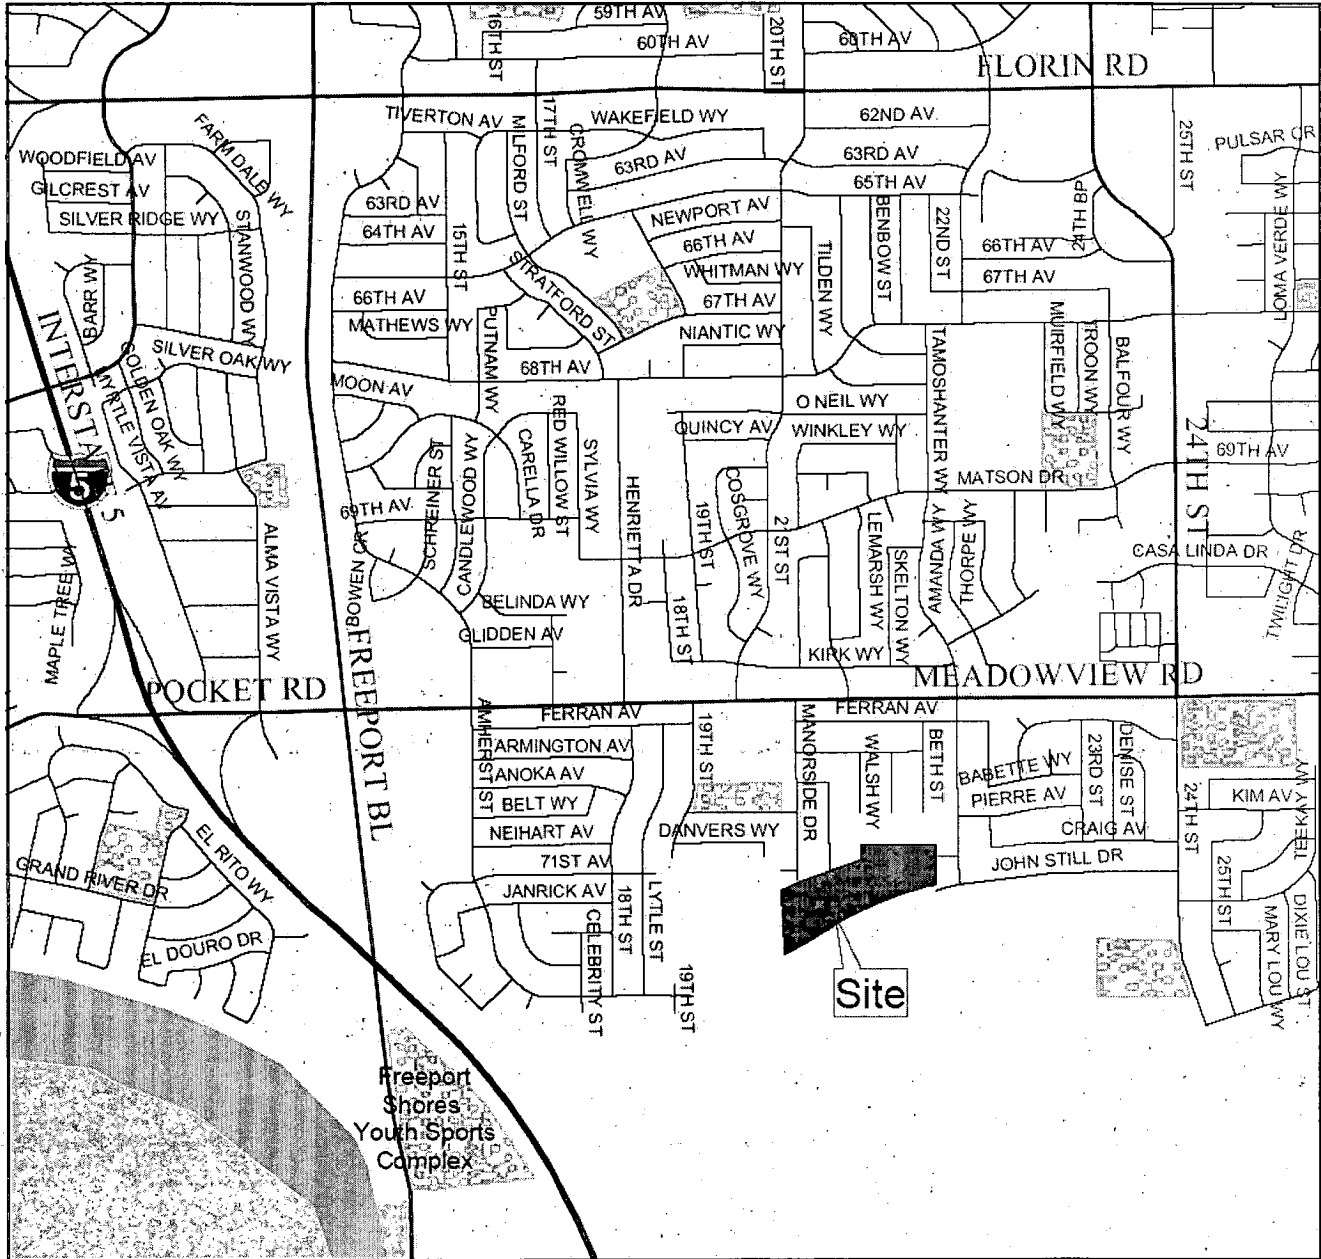 59TH AV
16TH ST
60TH AV
20TH ST
60TH AV
FLORIN RD
TIVERTON AV
17TH ST
WAKEFIELD WY
62ND AV
FARM DALE WY
MILFORD ST
CROMWELL WY
25TH ST
PULSAR CR
WOODFIELD AV
63RD AV
63RD AV
GILCREST AV
65TH AV
SILVER RIDGE WY
STANWOOD WY
63RD AV
64TH AV
15TH ST
NEWPORT AV
BENBOW ST
22ND ST
24TH BP
LOMA VERDE WY
66TH AV
66TH AV
BARR WY
STRATFORD ST
WHITMAN WY
TILDEN WY
67TH AV
66TH AV
67TH AV
MATHEWS WY
PUTNAM WY
NIANTIC WY
MUIRFIELD WY
TROON WY
BALFOUR WY
INTERSTATE 5
5
SILVER OAK WY
GOLDEN OAK WY
MYRTLE VISTA AV
68TH AV
TAMOSHANTER WY
MOON AV
O NEIL WY
RED WILLOW ST
QUINCY AV
WINKLEY WY
24TH ST
69TH AV
SCHREINER ST
CANDLEWOOD WY
CARELLA DR
SYLVIA WY
HENRIETTA DR
COSGROVE WY
MATSON DR
69TH AV
19TH ST
21ST ST
LEMARSH WY
SKELTON WY
AMANDA WY
THORPE WY
CASA LINDA DR
TWILIGHT DR
MAPLE TREE WY
ALMA VISTA WY
BOWEN CR
BELINDA WY
18TH ST
GLIDDEN AV
KIRK WY
POCKET RD
FREEPORT BL
MEADOWVIEW RD
AMHERST ST
FERRAN AV
19TH ST
MANORSIDE DR
FERRAN AV
ARMINGTON AV
WALSH WY
BETH ST
23RD ST
DENISE ST
ANOKA AV
BABETTE WY
TEEKAY WY
BELT WY
PIERRE AV
24TH ST
KIM AV
NEIHART AV
DANVERS WY
CRAIG AV
EL RITO WY
71ST AV
JOHN STILL DR
GRAND RIVER DR
JANRICK AV
18TH ST
LYTLE ST
25TH ST
CELEBRITY ST
MARY LOU WY
DIXIE LOU ST
EL DOURO DR
19TH ST
Site
Freeport
Shores
Youth Sports
Complex